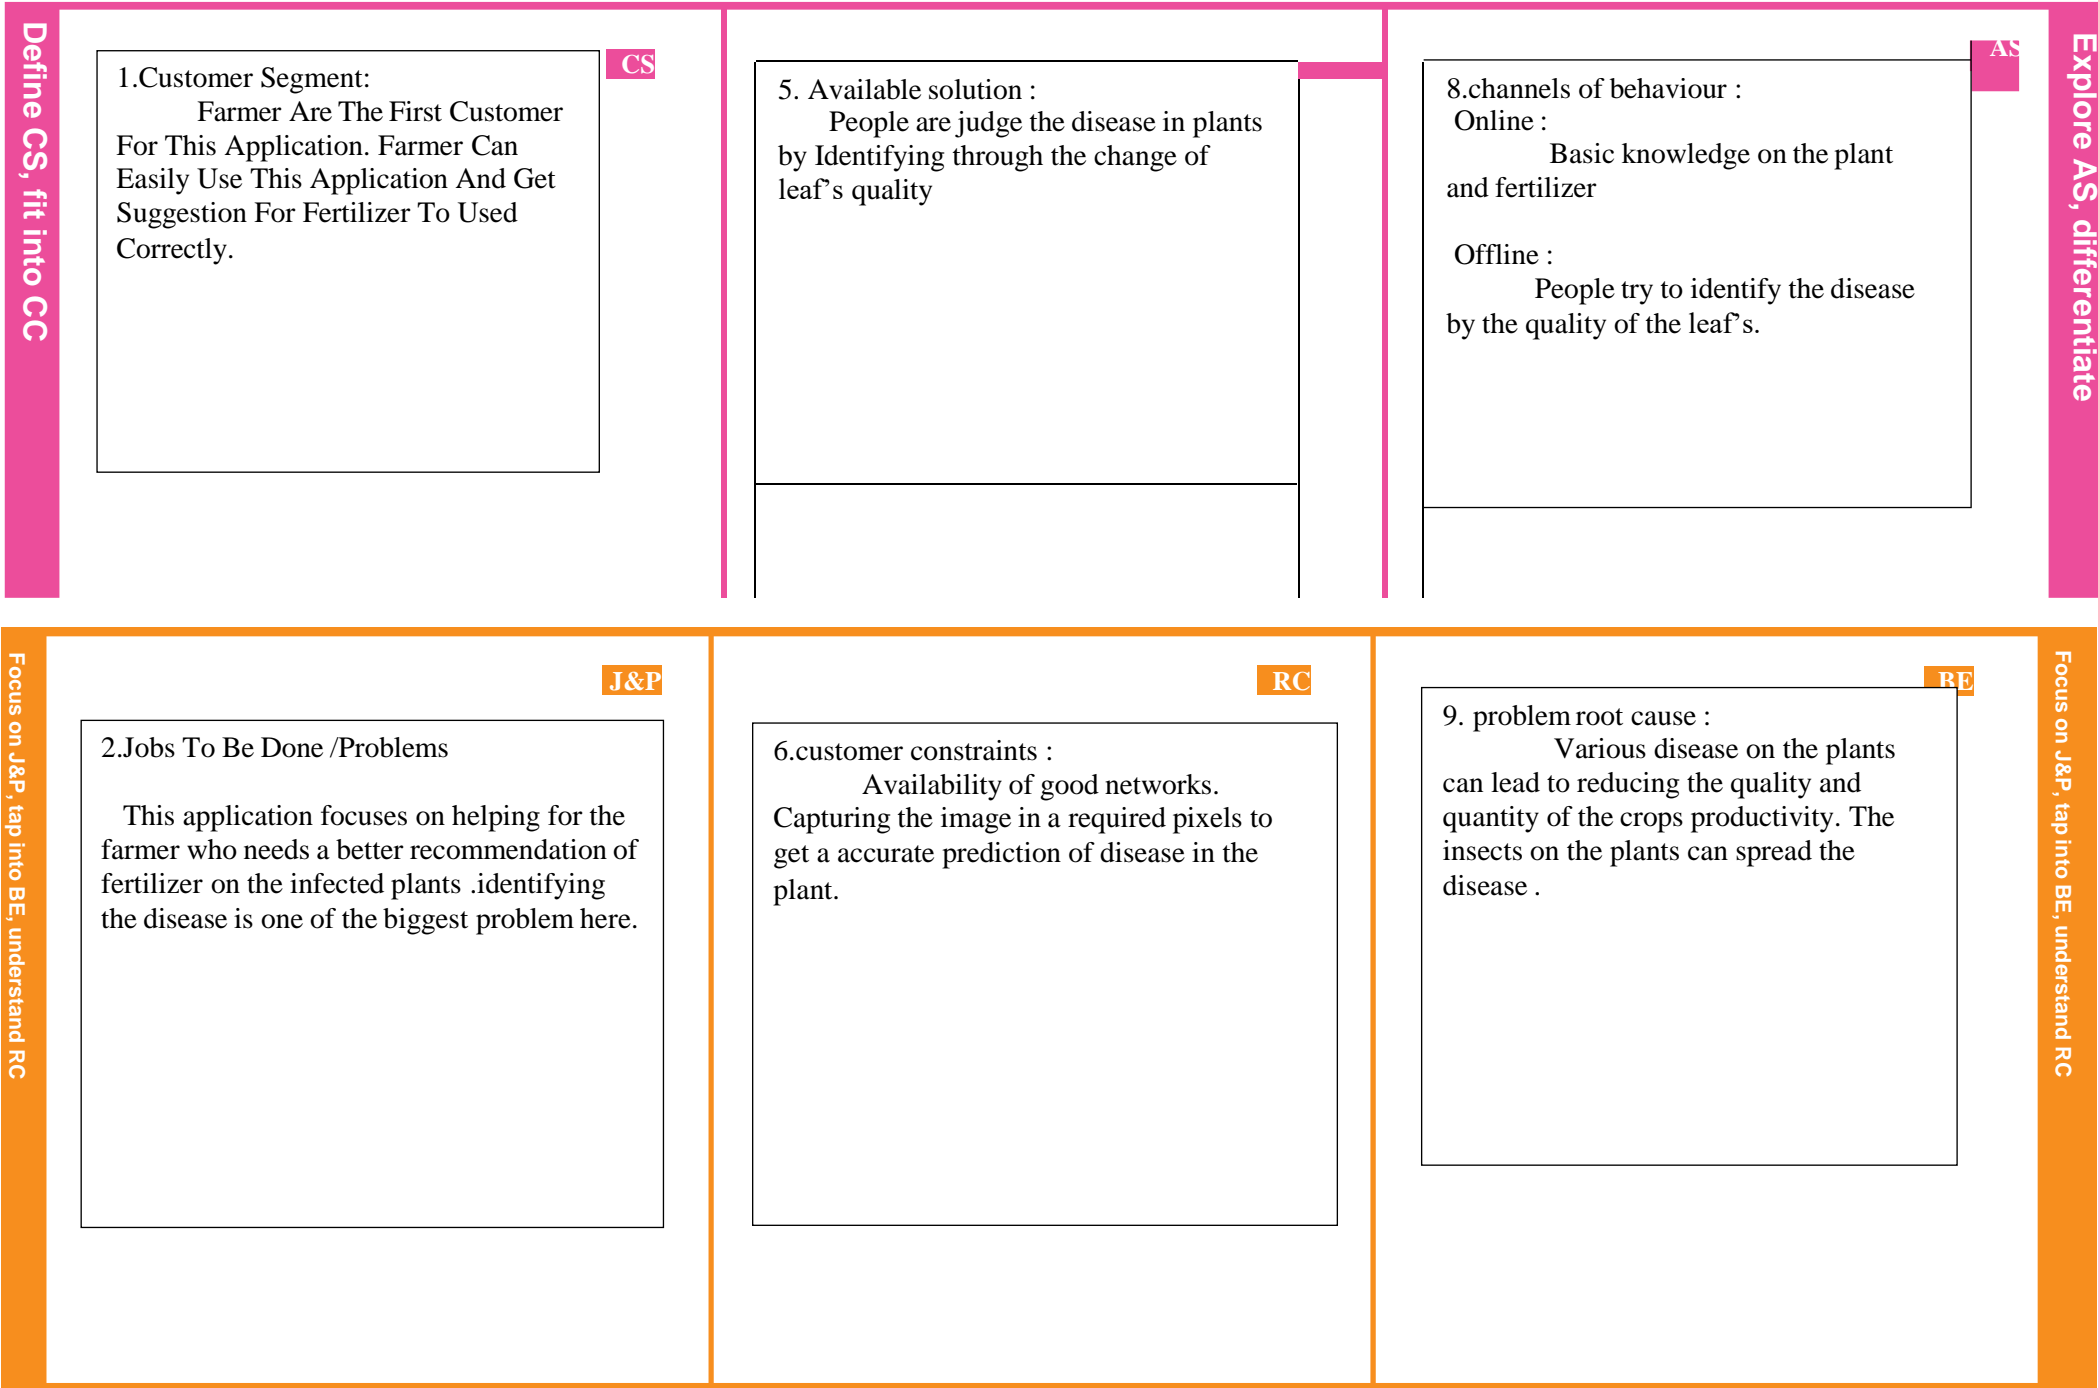 Define CS, fit into CC
CS
1.Customer Segment:
Farmer Are The First Customer
For This Application. Farmer Can
Easily Use This Application And Get
Suggestion For Fertilizer To Used
Correctly.
5. Available solution :
People are judge the disease in plants
by Identifying through the change of
leaf’s quality
AS
8.channels of behaviour :
Online :
Basic knowledge on the plant
and fertilizer
Offline :
People try to identify the disease
by the quality of the leaf’s.
Explore AS, differentiate
Focus on J&P, tap into BE, understand RC
J&P
2.Jobs To Be Done /Problems
This application focuses on helping for the
farmer who needs a better recommendation of
fertilizer on the infected plants .identifying
the disease is one of the biggest problem here.
RC
6.customer constraints :
Availability of good networks.
Capturing the image in a required pixels to
get a accurate prediction of disease in the
plant.
BE
9. problem root cause :
Various disease on the plants
can lead to reducing the quality and
quantity of the crops productivity. The
insects on the plants can spread the
disease .
Focus on J&P, tap into BE, understand RC